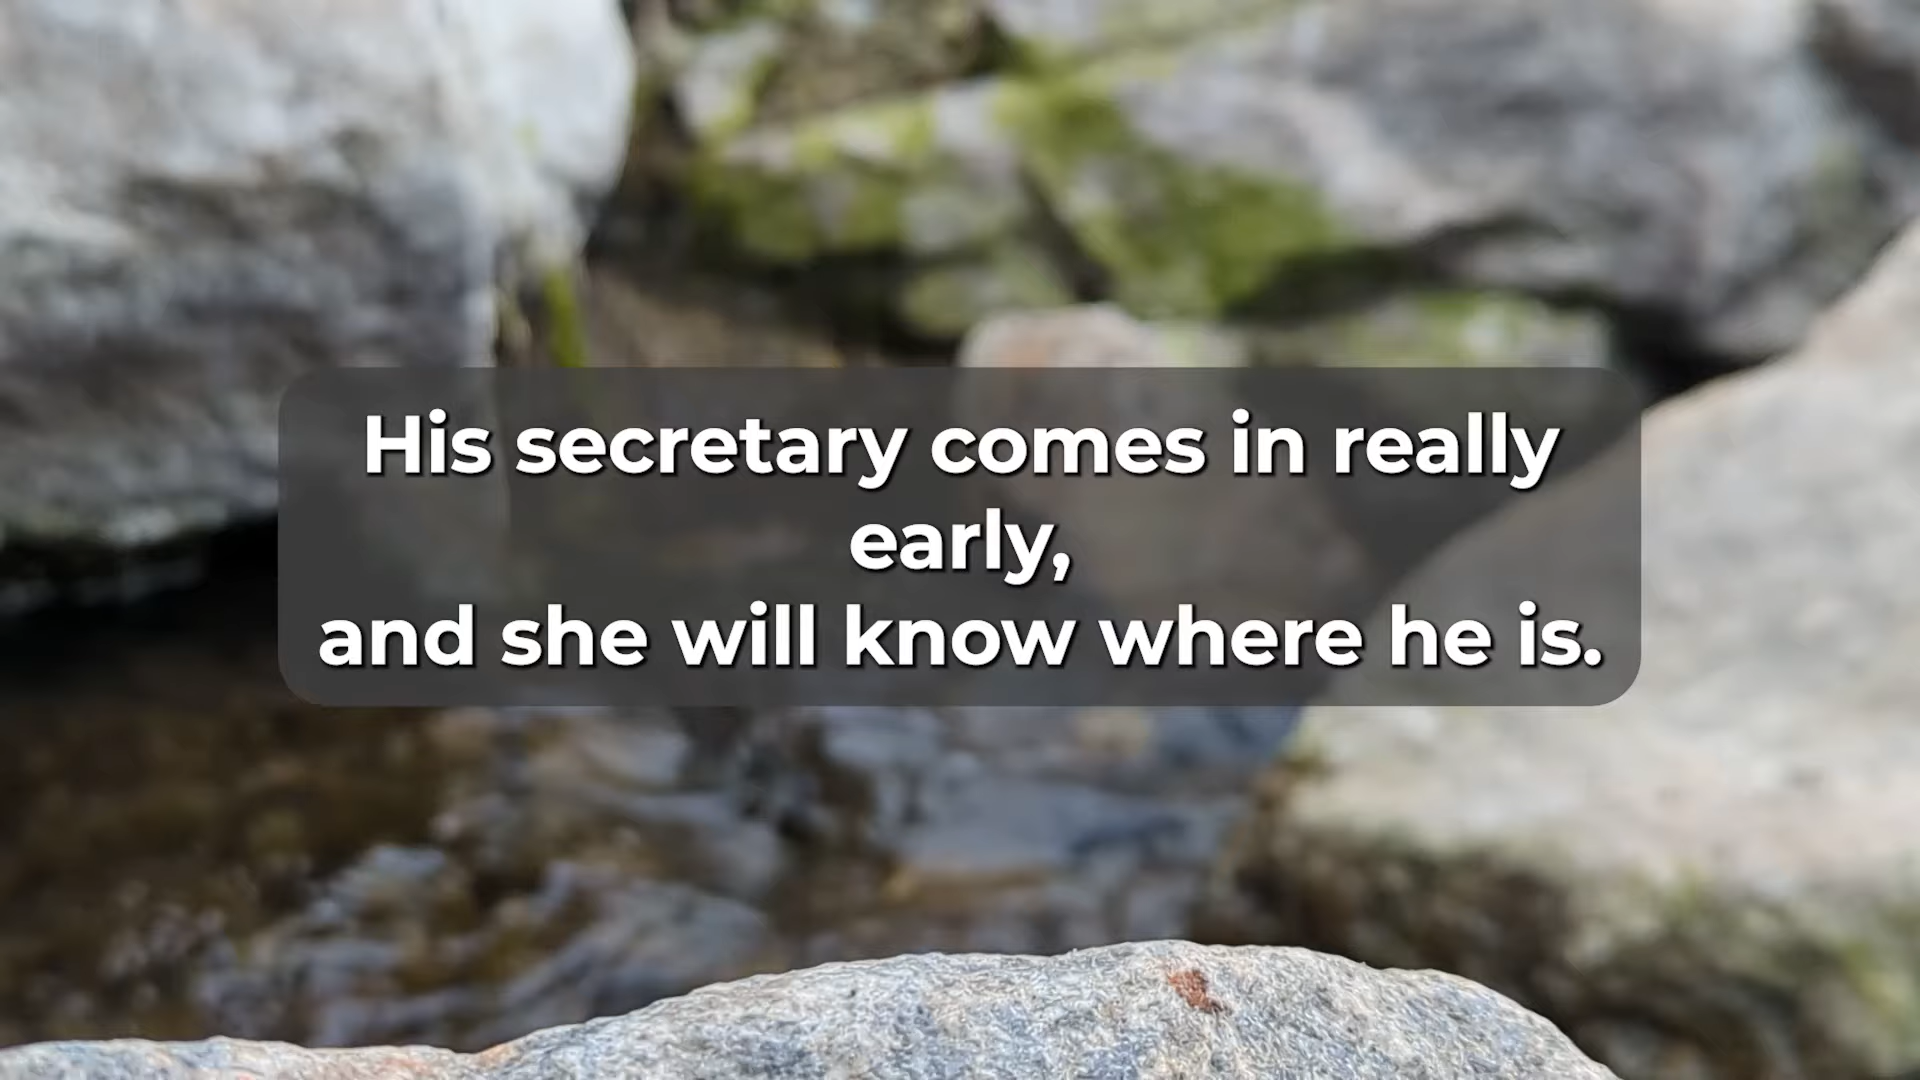 His secretary comes in really
early,
and she will know where he is.